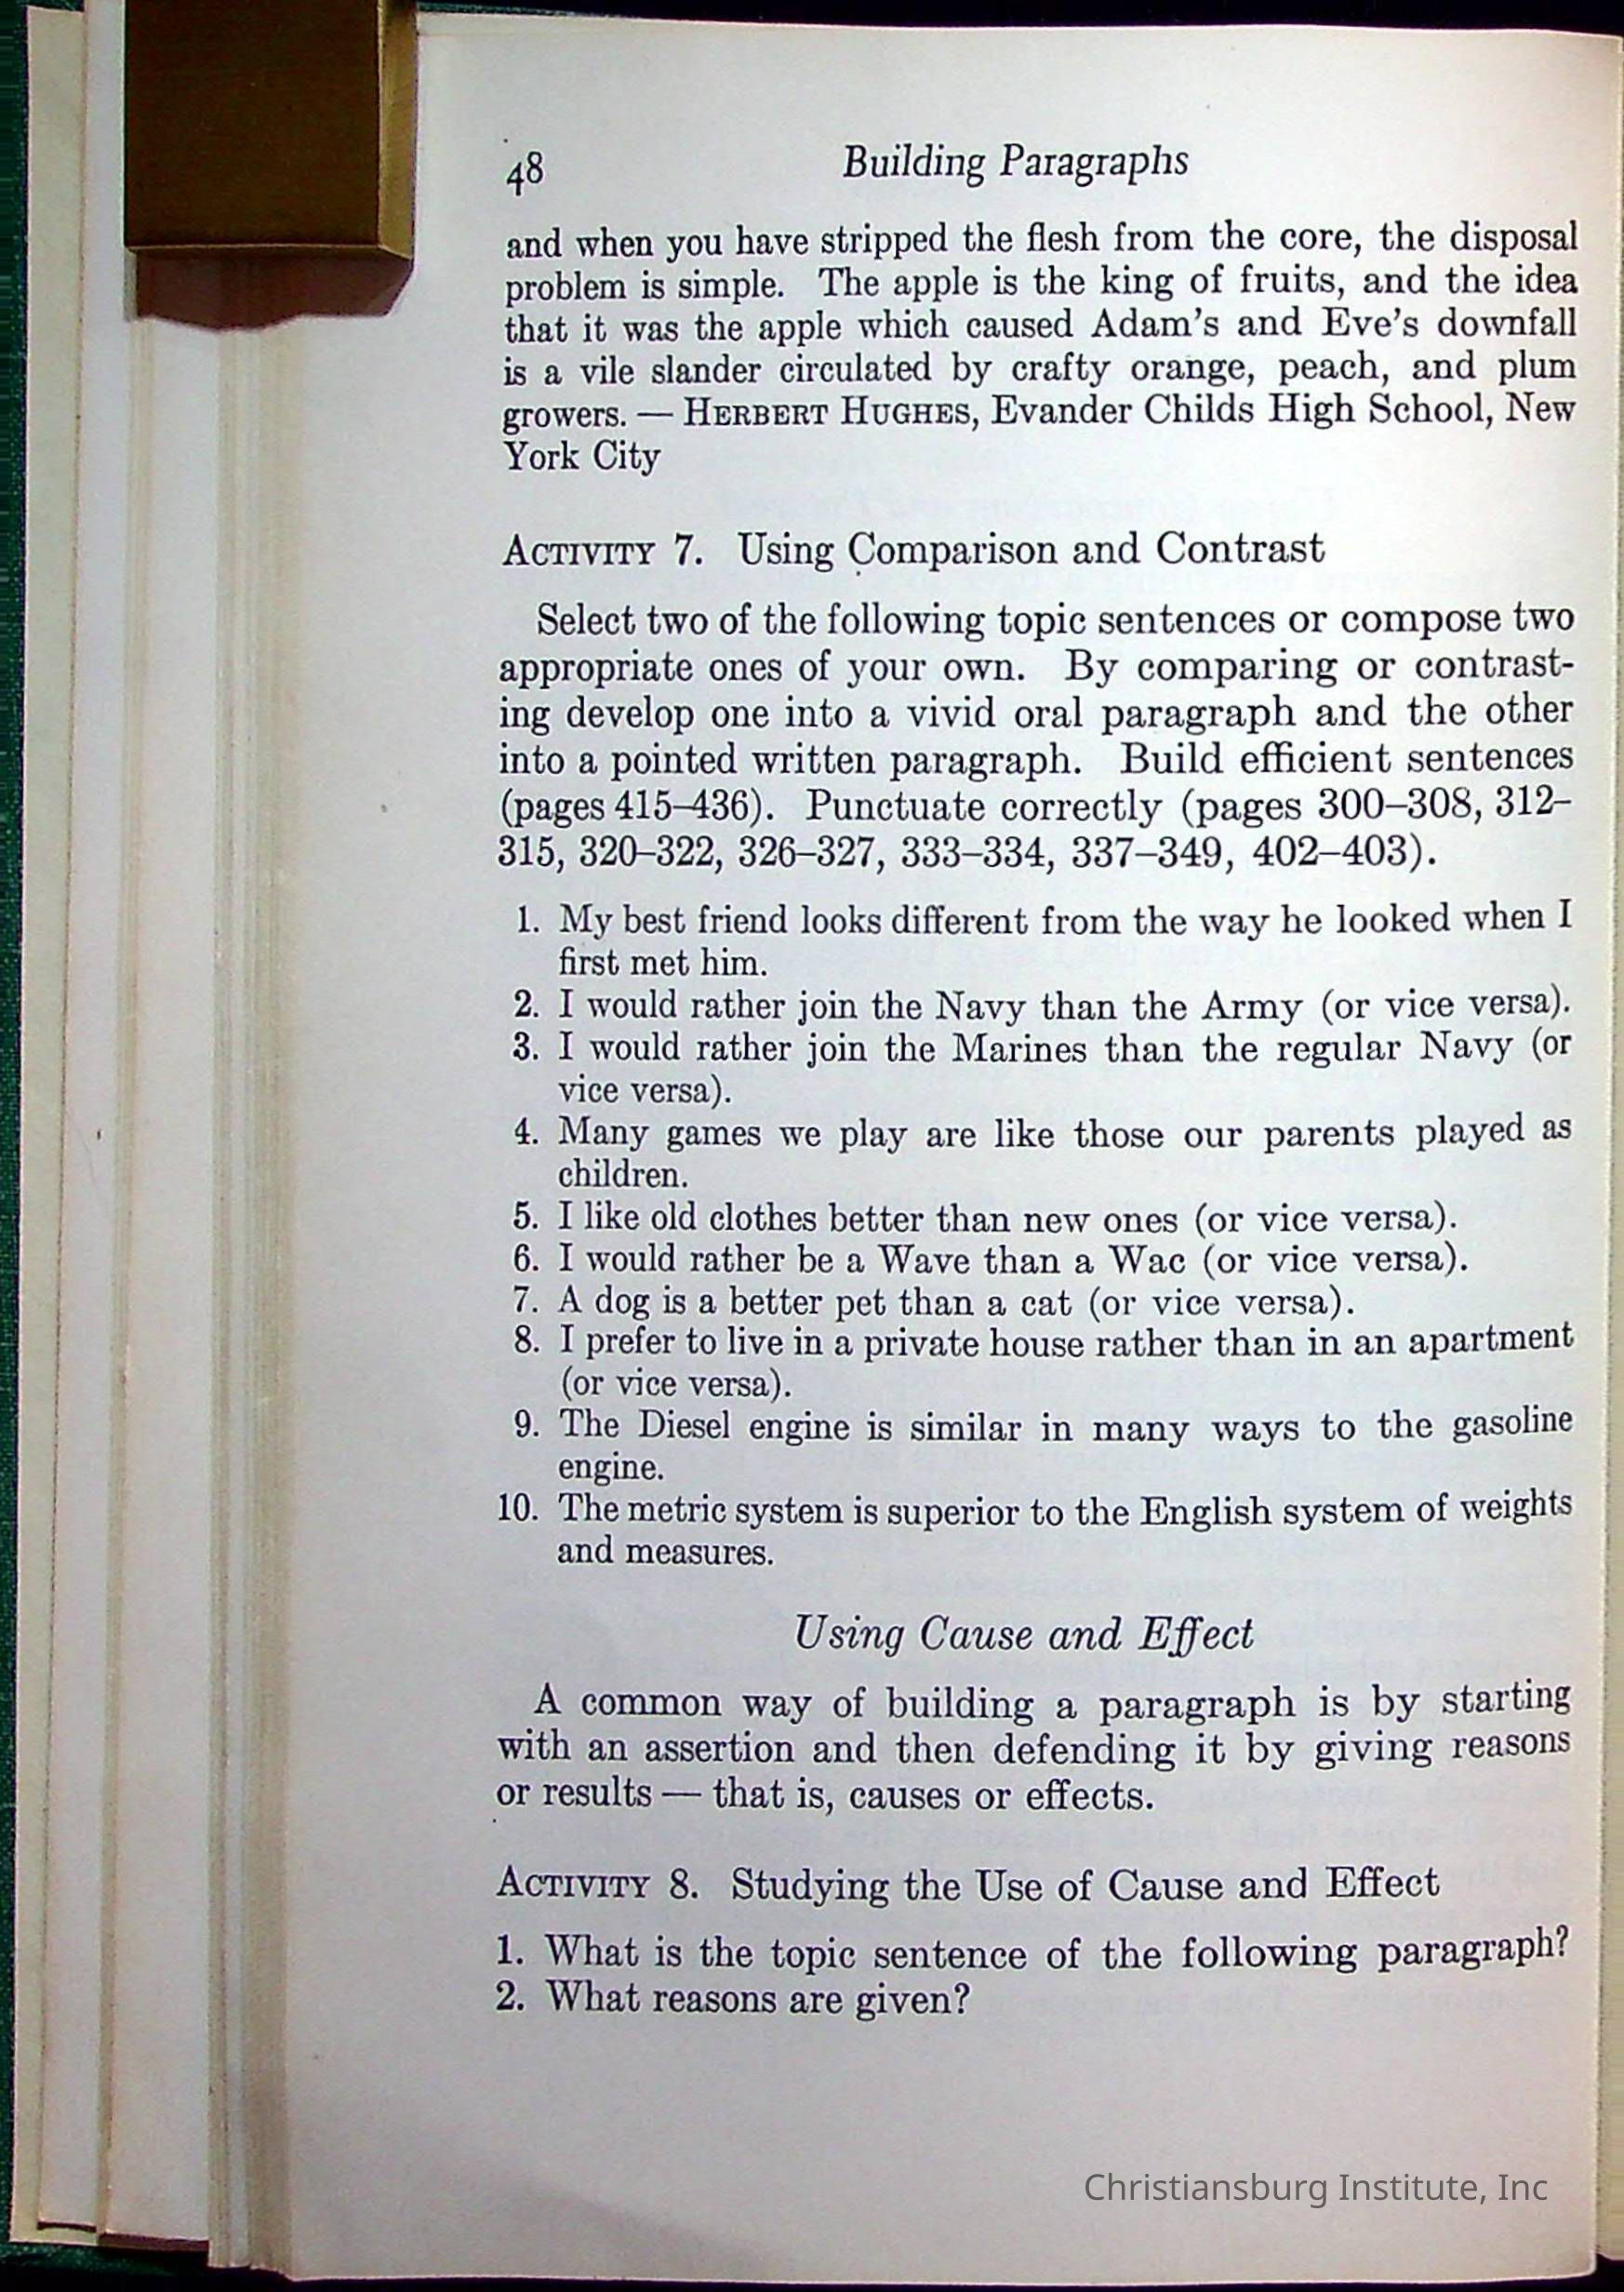 48
Building Paragraphs
and when you have stripped the flesh from the core, the disposal
problem is simple. The apple is the king of fruits, and the idea
that it was the apple which caused Adam's and Eve's downfall
is a vile slander circulated by crafty orange, peach, and plum
growers. — HERBERT HUGHES, Evander Childs High School, New
York City
ACTIVITY 7. Using Comparison and Contrast
Select two of the following topic sentences or compose two
appropriate ones of your own. By comparing or contrast-
ing develop one into a vivid oral paragraph and the other
into a pointed written paragraph. Build efficient sentences
(pages 415–436). Punctuate correctly (pages 300–308, 312–
315, 320–322, 326–327, 333–334, 337–349, 402–403).
1. My best friend looks different from the way he looked when I
first met him.
2. I would rather join the Navy than the Army (or vice versa).
3. I would rather join the Marines than the regular Navy (or
vice versa).
4. Many games we play are like those our parents played as
children.
5. I like old clothes better than new ones (or vice versa).
6. I would rather be a Wave than a Wac (or vice versa).
7. A dog is a better pet than a cat (or vice versa).
8. I prefer to live in a private house rather than in an apartment
(or vice versa).
9. The Diesel engine is similar in many ways to the gasoline
engine.
10. The metric system is superior to the English system of weights
and measures.
Using Cause and Effect
A common way of building a paragraph is by starting
with an assertion and then defending it by giving reasons
or results — that is, causes or effects.
ACTIVITY 8. Studying the Use of Cause and Effect
1. What is the topic sentence of the following paragraph?
2. What reasons are given?
Christiansburg Institute, Inc